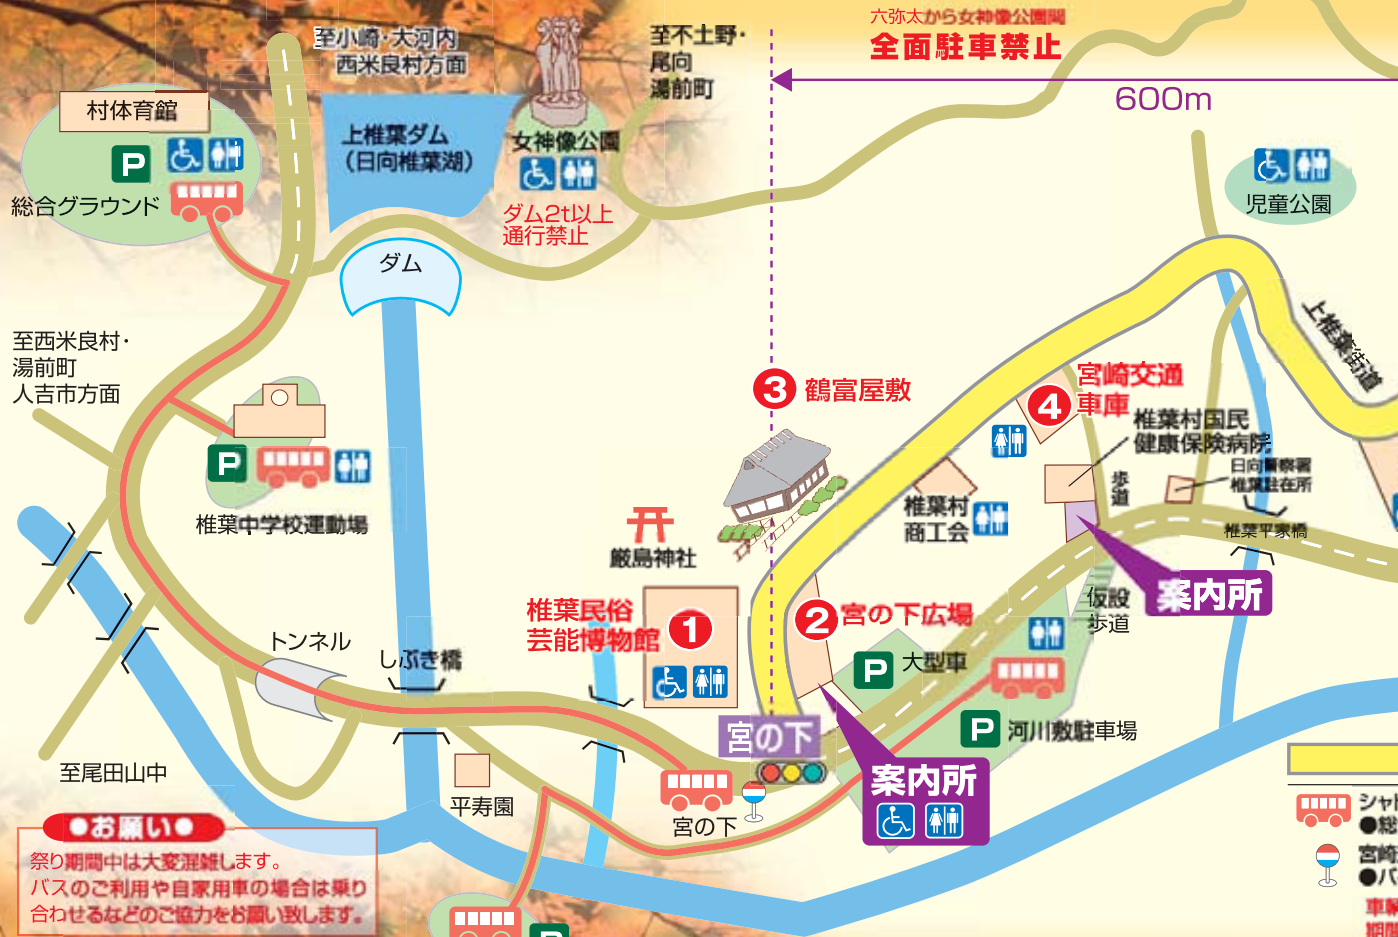 六弥太から女神像公園間
全面駐車禁止
600m
至小崎・大河内
西米良村方面
至不土野・
尾向
湯前町
村体育館
P
総合グラウンド
上椎葉ダム
（日向椎葉湖）
女神像公園
ダム2t以上
通行禁止
児童公園
ダム
上椎葉街道
至西米良村・
湯前町
人吉市方面
P
椎葉中学校運動場
3 鶴富屋敷
4 宮崎交通
車庫
椎葉村国民
健康保険病院
日向警察署
椎葉駐在所
歩道
椎葉平家橋
椎葉村
商工会
厳島神社
案内所
仮設
歩道
椎葉民俗
芸能博物館
1
2 宮の下広場
P 大型車
トンネル
しぶき橋
宮の下
P 河川敷駐車場
至尾田山中
平寿園
宮の下
案内所
●お願い●
祭り期間中は大変混雑します。
バスのご利用や自家用車の場合は乗り
合わせるなどのご協力をお願い致します。
P
シャト
●総
宮崎
●バ
車輌
期間